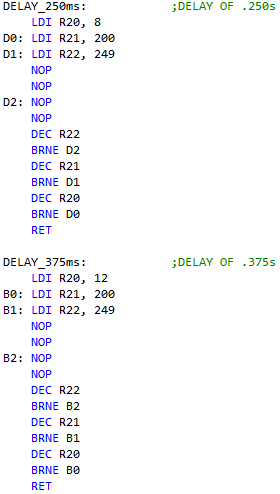 DELAY_250ms: ;DELAY OF .250s
LDI R20, 8
D0: LDI R21, 200
D1: LDI R22, 249
NOP
NOP
D2: NOP
NOP
DEC R22
BRNE D2
DEC R21
BRNE D1
DEC R20
BRNE D0
RET
DELAY_375ms: ;DELAY OF .375s
LDI R20, 12
B0: LDI R21, 200
B1: LDI R22, 249
NOP
NOP
B2: NOP
NOP
DEC R22
BRNE B2
DEC R21
BRNE B1
DEC R20
BRNE B0
RET